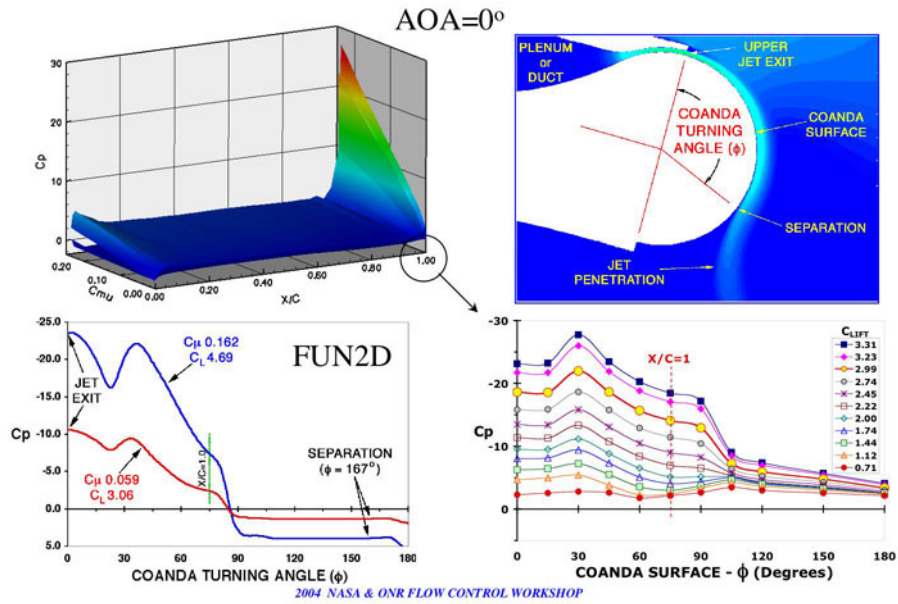 AOA=0°
30
20
10
0
Cp
0.20
0.10
0.00
Cmu
0.00
0.20
0.40
0.60
0.80
1.00
X/C
PLENUM
or
DUCT
UPPER
JET EXIT
COANDA
TURNING
ANGLE (ϕ)
COANDA
SURFACE
SEPARATION
JET
PENETRATION
-25.0
-20.0
-15.0
-10.0
-5.0
0.0
5.0
Cp
JET
EXIT
Cμ 0.162
CL 4.69
FUN2D
Cμ 0.059
CL 3.06
X/C=1.0
SEPARATION
(ϕ = 167°)
0 30 60 90 120 150 180
COANDA TURNING ANGLE (ϕ)
-30
-20
-10
0
Cp
X/C=1
CLIFT
3.31
3.23
2.99
2.74
2.45
2.22
2.00
1.74
1.44
1.12
0.71
0 30 60 90 120 150 180
COANDA SURFACE - ϕ (Degrees)
2004 NASA & ONR FLOW CONTROL WORKSHOP